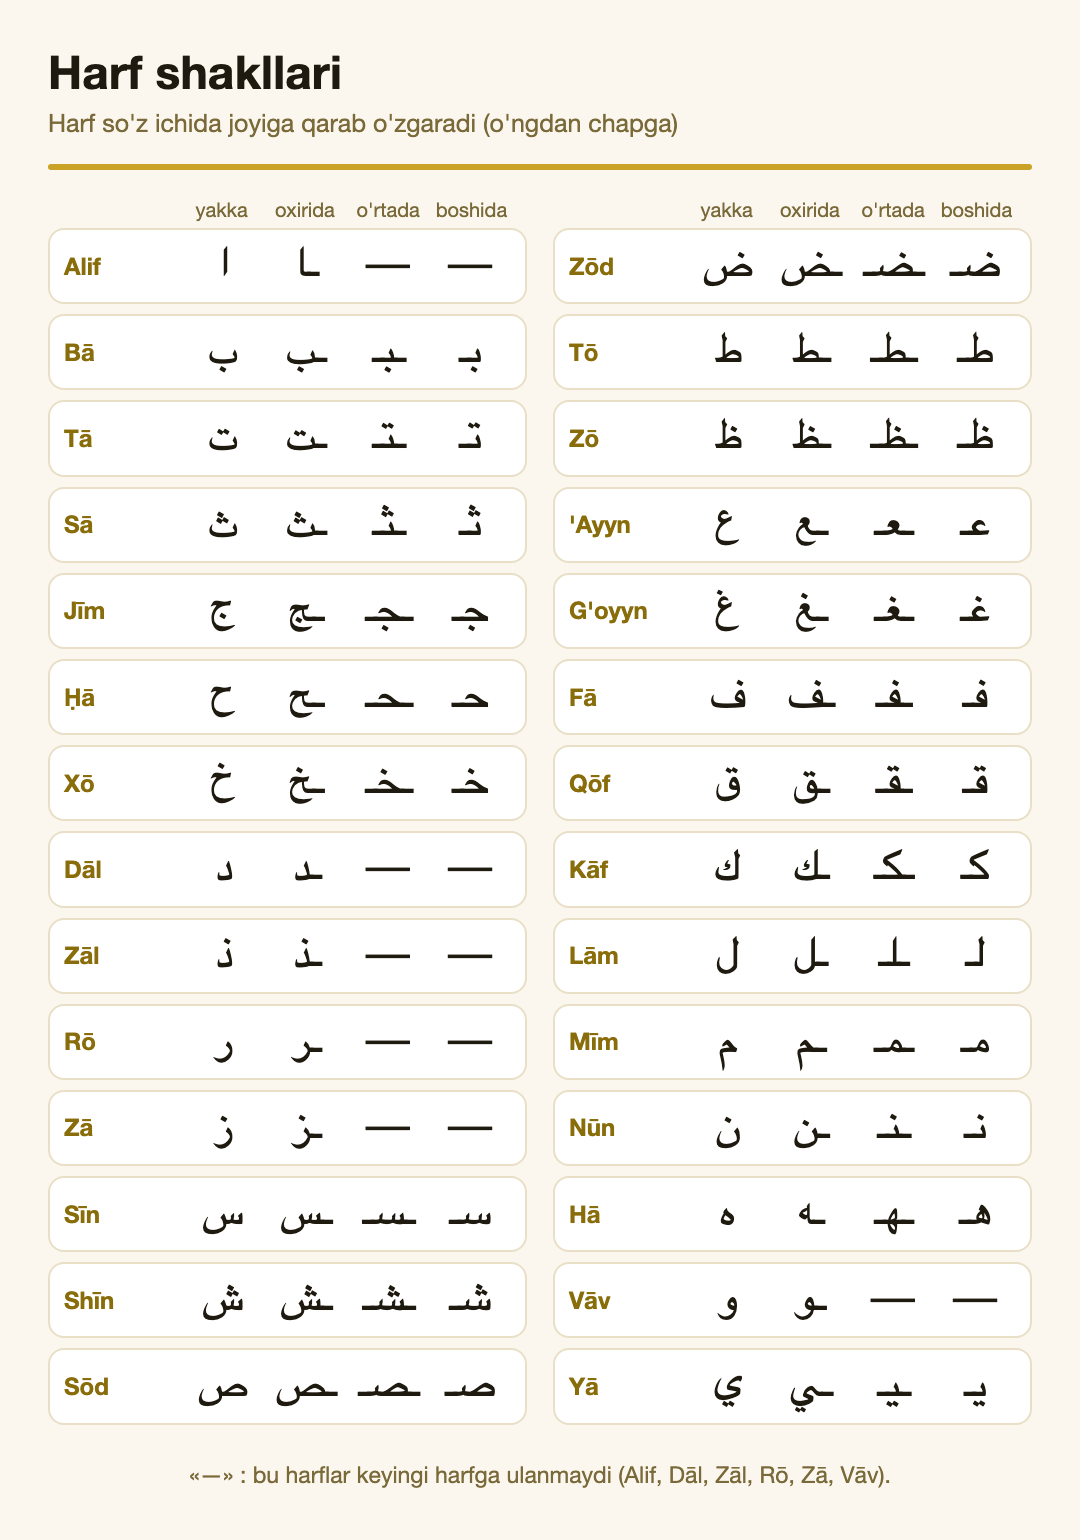 Harf shakllari
Harf so'z ichida joyiga qarab o'zgaradi (o'ngdan chapga)
yakka oxirida o'rtada boshida
Alif ا ـا — —
Bā ب ـب ـبـ بـ
Tā ت ـت ـتـ تـ
Sā ث ـث ـثـ ثـ
Jīm ج ـج ـجـ جـ
Ḥā ح ـح ـحـ حـ
Xō خ ـخ ـخـ خـ
Dāl د ـد — —
Zāl ذ ـذ — —
Rō ر ـر — —
Zā ز ـز — —
Sīn س ـس ـسـ سـ
Shīn ش ـش ـشـ شـ
Sōd ص ـص ـصـ صـ
yakka oxirida o'rtada boshida
Zōd ض ـض ـضـ ضـ
Tō ط ـط ـطـ طـ
Zō ظ ـظ ـظـ ظـ
'Ayyn ع ـع ـعـ عـ
G'oyyn غ ـغ ـغـ غـ
Fā ف ـف ـفـ فـ
Qōf ق ـق ـقـ قـ
Kāf ك ـك ـكـ كـ
Lām ل ـل ـلـ لـ
Mīm م ـم ـمـ مـ
Nūn ن ـن ـنـ نـ
Hā ه ـه ـهـ هـ
Vāv و ـو — —
Yā ي ـي ـيـ يـ
«—» : bu harflar keyingi harfga ulanmaydi (Alif, Dāl, Zāl, Rō, Zā, Vāv).